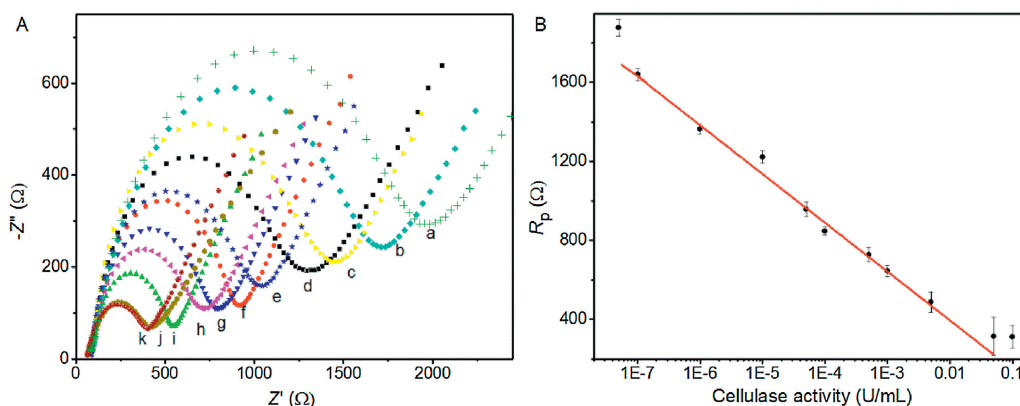 A
-Z" (Ω)
600
400
200
0
a
b
c
d
e
f
g
h
i
j
k
0
500
1000
1500
2000
Z' (Ω)
B
Rp (Ω)
1600
1200
800
400
1E-7
1E-6
1E-5
1E-4
1E-3
0.01
0.1
Cellulase activity (U/mL)